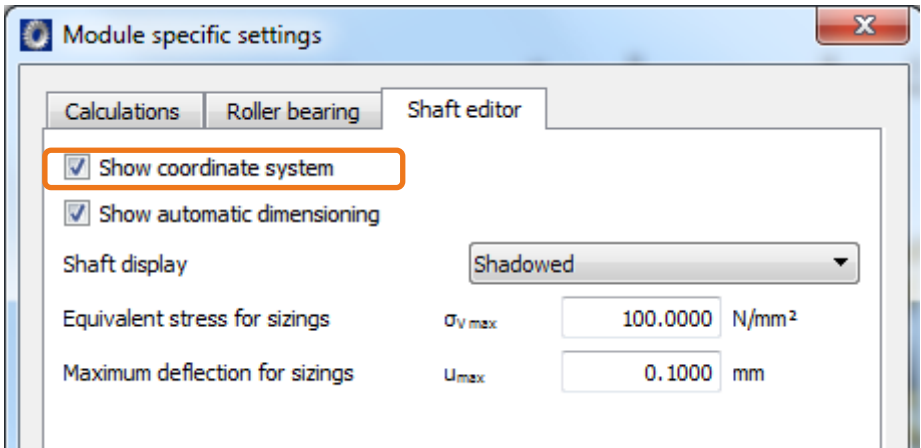 Module specific settings
Calculations Roller bearing Shaft editor
Show coordinate system
Show automatic dimensioning
Shaft display Shadowed
Equivalent stress for sizings σV max 100.0000 N/mm²
Maximum deflection for sizings umax 0.1000 mm